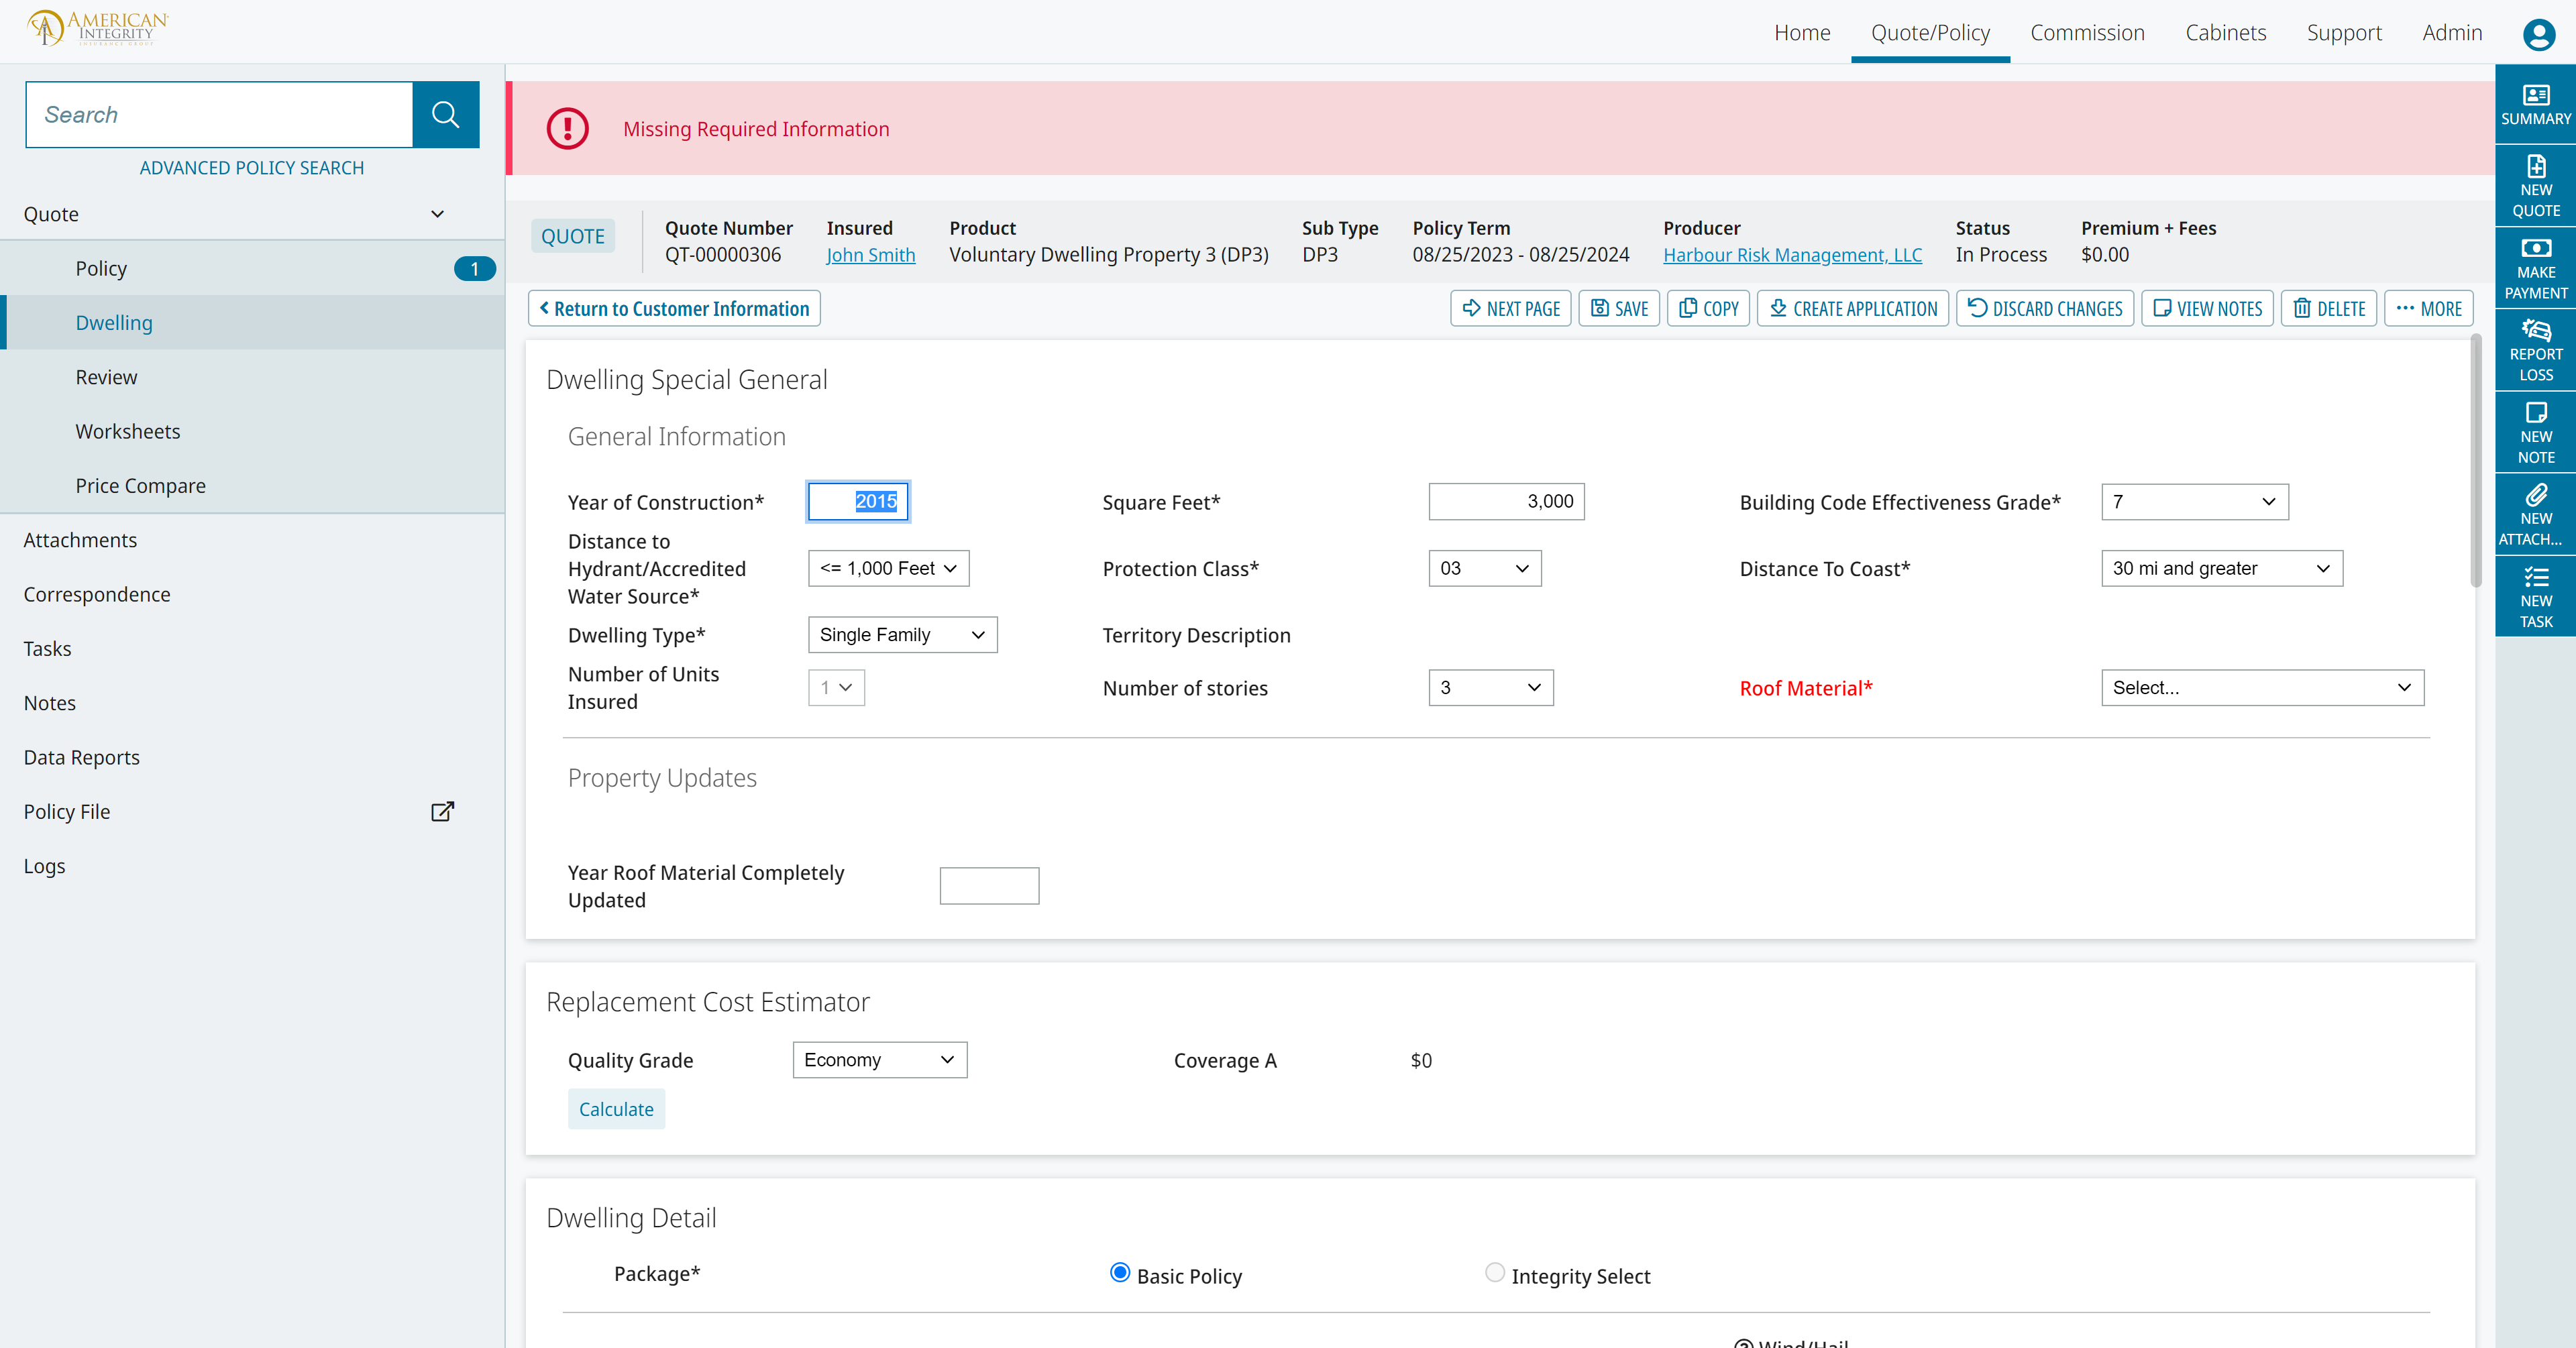 AMERICAN
INTEGRITY
INSURANCE GROUP
Home
Quote/Policy
Commission
Cabinets
Support
Admin
Search
ADVANCED POLICY SEARCH
Quote
Policy
1
Dwelling
Review
Worksheets
Price Compare
Attachments
Correspondence
Tasks
Notes
Data Reports
Policy File
Logs
Missing Required Information
QUOTE
Quote Number
QT-00000306
Insured
John Smith
Product
Voluntary Dwelling Property 3 (DP3)
Sub Type
DP3
Policy Term
08/25/2023 - 08/25/2024
Producer
Harbour Risk Management, LLC
Status
In Process
Premium + Fees
$0.00
Return to Customer Information
NEXT PAGE
SAVE
COPY
CREATE APPLICATION
DISCARD CHANGES
VIEW NOTES
DELETE
MORE
Dwelling Special General
General Information
Year of Construction*
2015
Square Feet*
3,000
Building Code Effectiveness Grade*
7
Distance to
Hydrant/Accredited
Water Source*
<= 1,000 Feet
Protection Class*
03
Distance To Coast*
30 mi and greater
Dwelling Type*
Single Family
Territory Description
Number of Units
Insured
1
Number of stories
3
Roof Material*
Select...
Property Updates
Year Roof Material Completely
Updated
Replacement Cost Estimator
Quality Grade
Economy
Coverage A
$0
Calculate
Dwelling Detail
Package*
Basic Policy
Integrity Select
Wind/Hail
SUMMARY
NEW
QUOTE
MAKE
PAYMENT
REPORT
LOSS
NEW
NOTE
NEW
ATTACH...
NEW
TASK